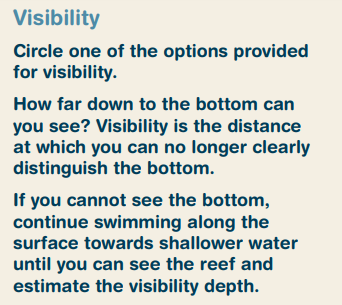 Visibility
Circle one of the options provided
for visibility.
How far down to the bottom can
you see? Visibility is the distance
at which you can no longer clearly
distinguish the bottom.
If you cannot see the bottom,
continue swimming along the
surface towards shallower water
until you can see the reef and
estimate the visibility depth.